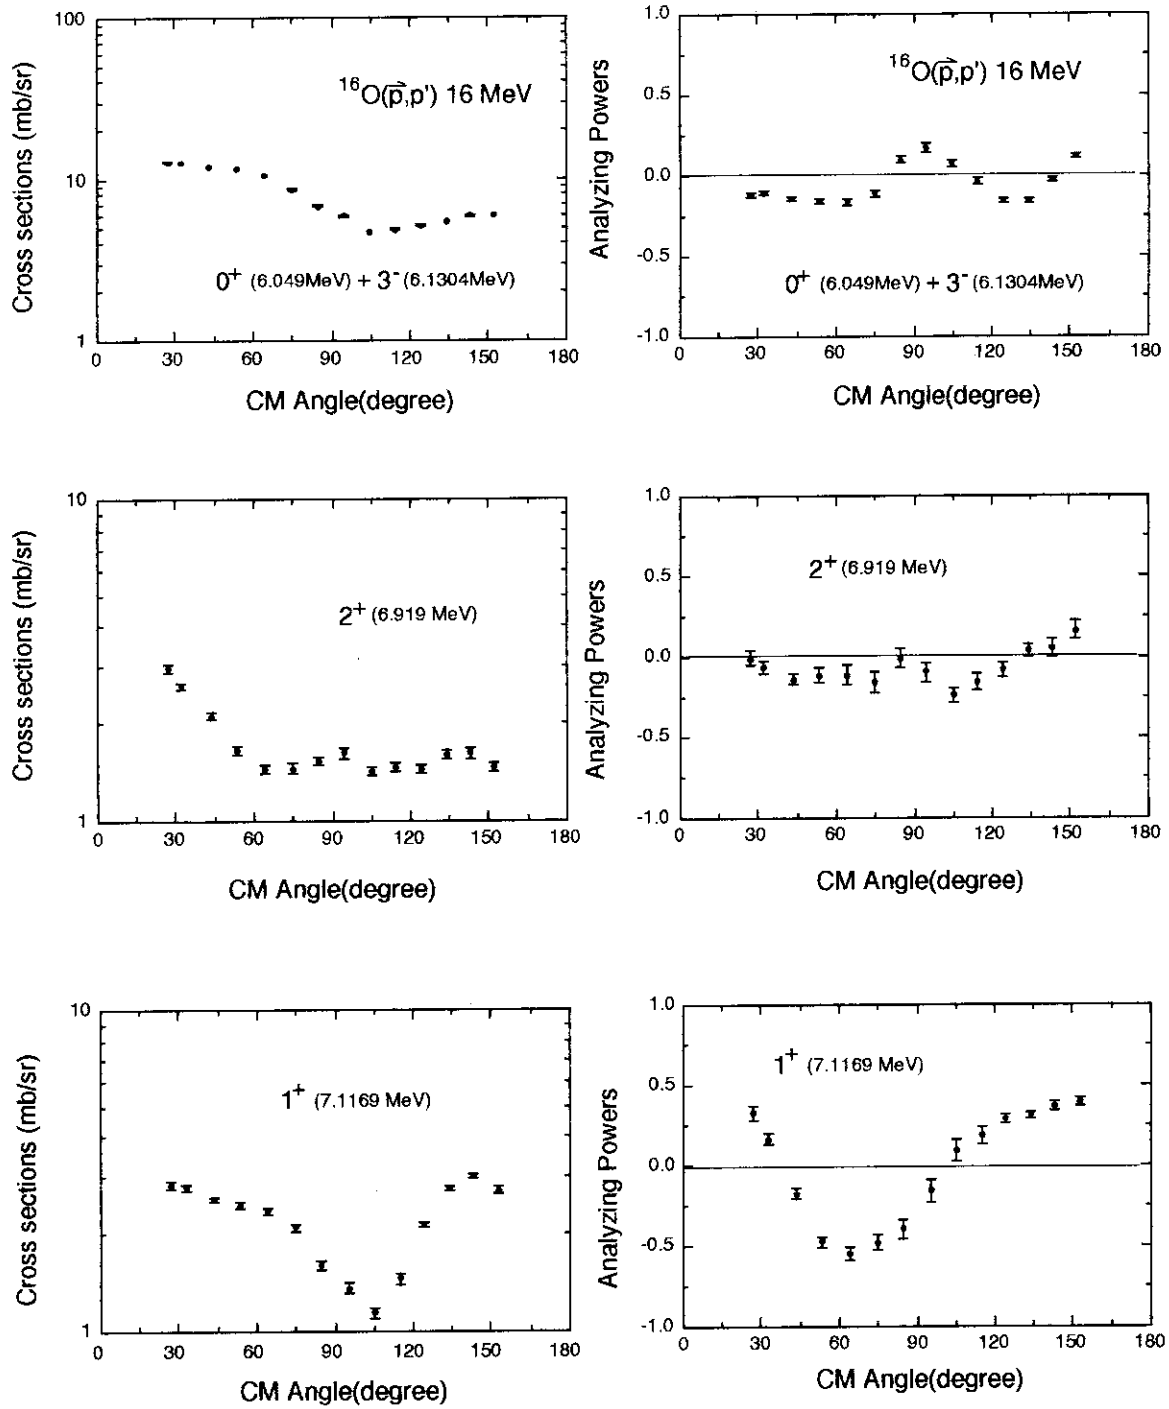 Cross sections (mb/sr)
100
10
1
¹⁶O(p⃗,p') 16 MeV
0⁺ (6.049MeV) + 3⁻ (6.1304MeV)
0 30 60 90 120 150 180
CM Angle(degree)
Analyzing Powers
1.0
0.5
0.0
-0.5
-1.0
¹⁶O(p⃗,p') 16 MeV
0⁺ (6.049MeV) + 3⁻ (6.1304MeV)
0 30 60 90 120 150 180
CM Angle(degree)
Cross sections (mb/sr)
10
1
2⁺ (6.919 MeV)
0 30 60 90 120 150 180
CM Angle(degree)
Analyzing Powers
1.0
0.5
0.0
-0.5
-1.0
2⁺ (6.919 MeV)
0 30 60 90 120 150 180
CM Angle(degree)
Cross sections (mb/sr)
10
1
1⁺ (7.1169 MeV)
0 30 60 90 120 150 180
CM Angle(degree)
Analyzing Powers
1.0
0.5
0.0
-0.5
-1.0
1⁺ (7.1169 MeV)
0 30 60 90 120 150 180
CM Angle(degree)